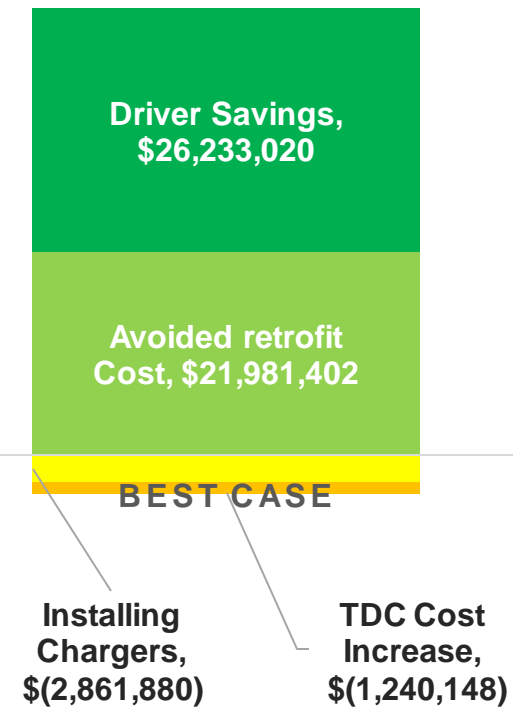 Driver Savings,
$26,233,020
Avoided retrofit
Cost, $21,981,402
BEST CASE
Installing
Chargers,
$(2,861,880)
TDC Cost
Increase,
$(1,240,148)